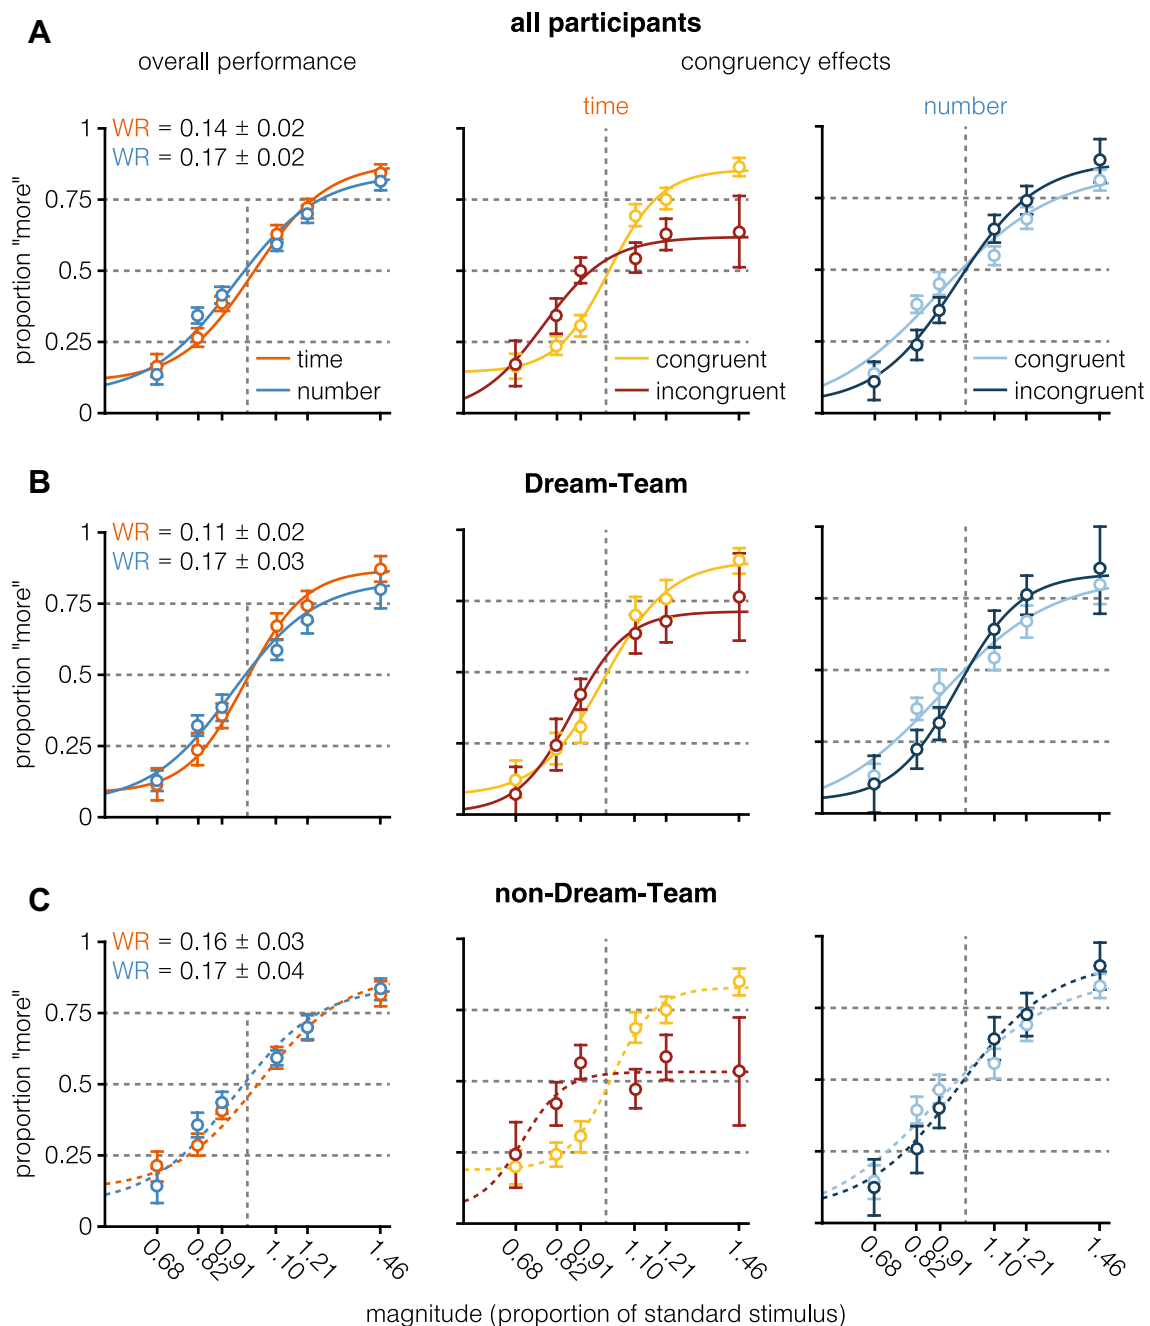 A
all participants
overall performance
congruency effects
time
number
WR = 0.14 ± 0.02
WR = 0.17 ± 0.02
proportion "more"
1
0.75
0.5
0.25
0
time
number
congruent
incongruent
congruent
incongruent
B
Dream-Team
WR = 0.11 ± 0.02
WR = 0.17 ± 0.03
proportion "more"
1
0.75
0.5
0.25
0
C
non-Dream-Team
WR = 0.16 ± 0.03
WR = 0.17 ± 0.04
proportion "more"
1
0.75
0.5
0.25
0
0.68 0.82 0.91 1.10 1.21 1.46
0.68 0.82 0.91 1.10 1.21 1.46
0.68 0.82 0.91 1.10 1.21 1.46
magnitude (proportion of standard stimulus)